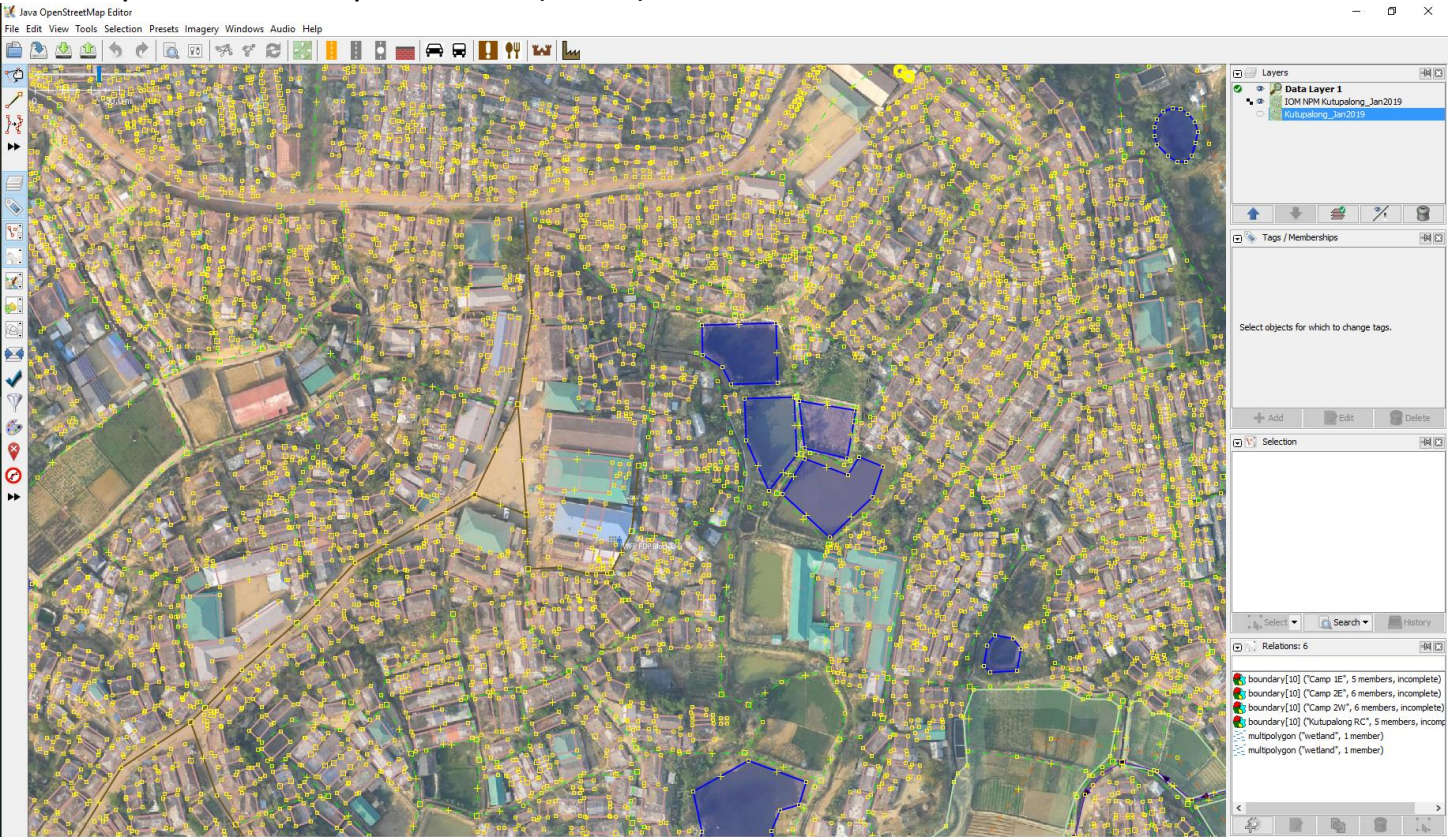 Java OpenStreetMap Editor
File Edit View Tools Selection Presets Imagery Windows Audio Help
Layers
Data Layer 1
IOM NPM Kutupalong_Jan2019
Kutupalong_Jan2019
Tags / Memberships
Select objects for which to change tags.
Add Edit Delete
Selection
Select Search History
Relations: 6
boundary[10] ("Camp 1E", 5 members, incomplete)
boundary[10] ("Camp 2E", 6 members, incomplete)
boundary[10] ("Camp 2W", 6 members, incomplete)
boundary[10] ("Kutupalong RC", 5 members, incomp
multipolygon ("wetland", 1 member)
multipolygon ("wetland", 1 member)